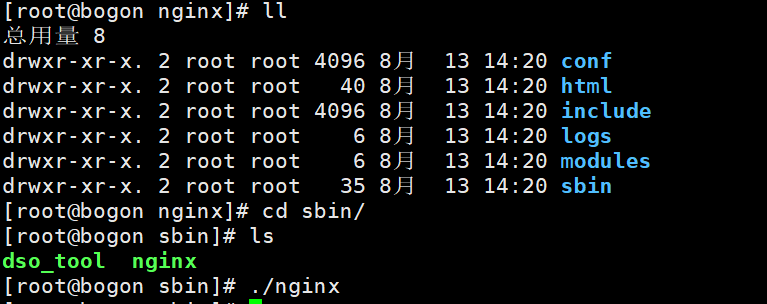 [root@bogon nginx]# ll
总用量 8
drwxr-xr-x. 2 root root 4096 8月  13 14:20 conf
drwxr-xr-x. 2 root root   40 8月  13 14:20 html
drwxr-xr-x. 2 root root 4096 8月  13 14:20 include
drwxr-xr-x. 2 root root    6 8月  13 14:20 logs
drwxr-xr-x. 2 root root    6 8月  13 14:20 modules
drwxr-xr-x. 2 root root   35 8月  13 14:20 sbin
[root@bogon nginx]# cd sbin/
[root@bogon sbin]# ls
dso_tool  nginx
[root@bogon sbin]# ./nginx
[root@bogon sbin]#